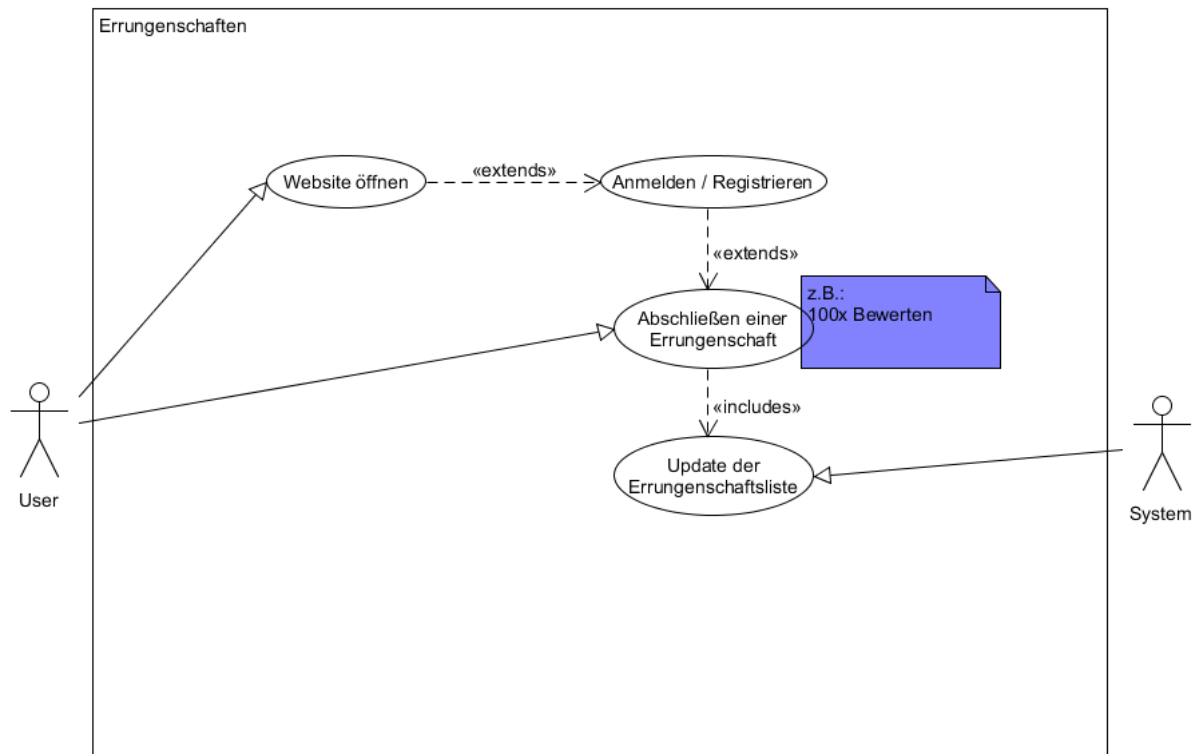 Errungenschaften
Website öffnen
«extends»
Anmelden / Registrieren
«extends»
z.B.:
100x Bewerten
Abschließen einer
Errungenschaft
«includes»
Update der
Errungenschaftsliste
User
System